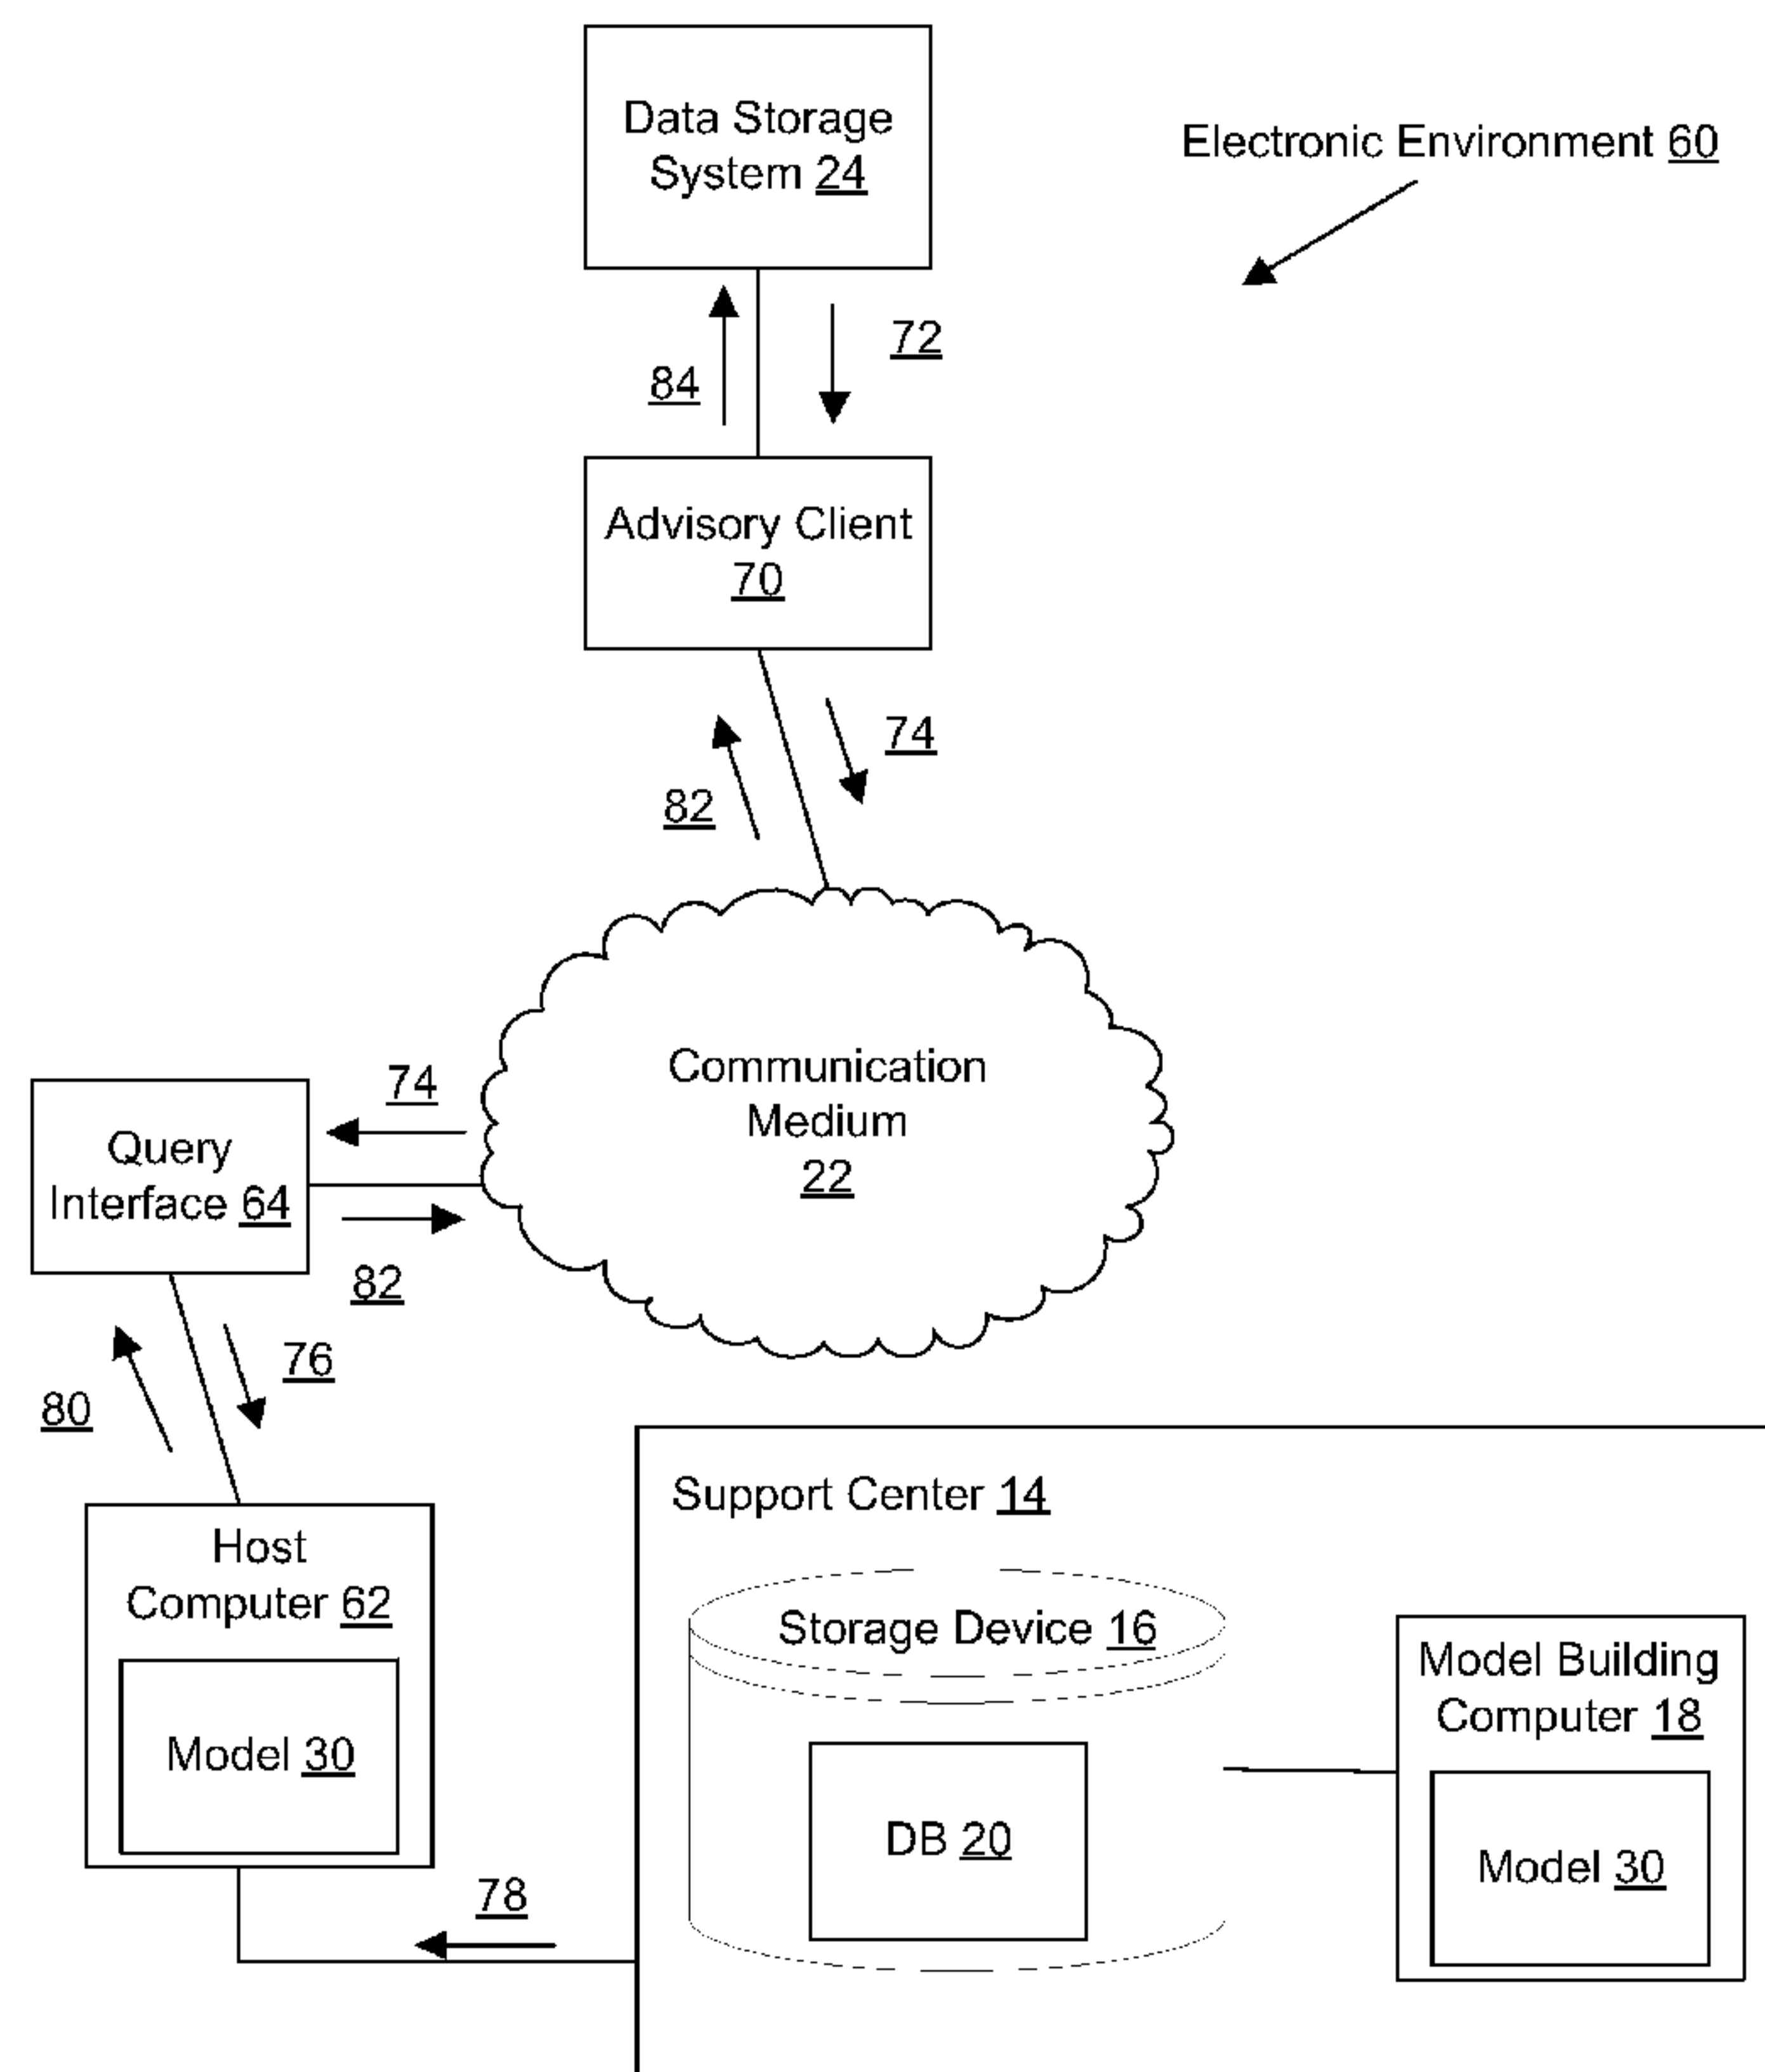 Data Storage
System 24
Electronic Environment 60
72
84
Advisory Client
70
74
82
Communication
Medium
22
74
Query
Interface 64
82
76
80
Support Center 14
Host
Computer 62
Storage Device 16
Model Building
Computer 18
Model 30
DB 20
Model 30
78